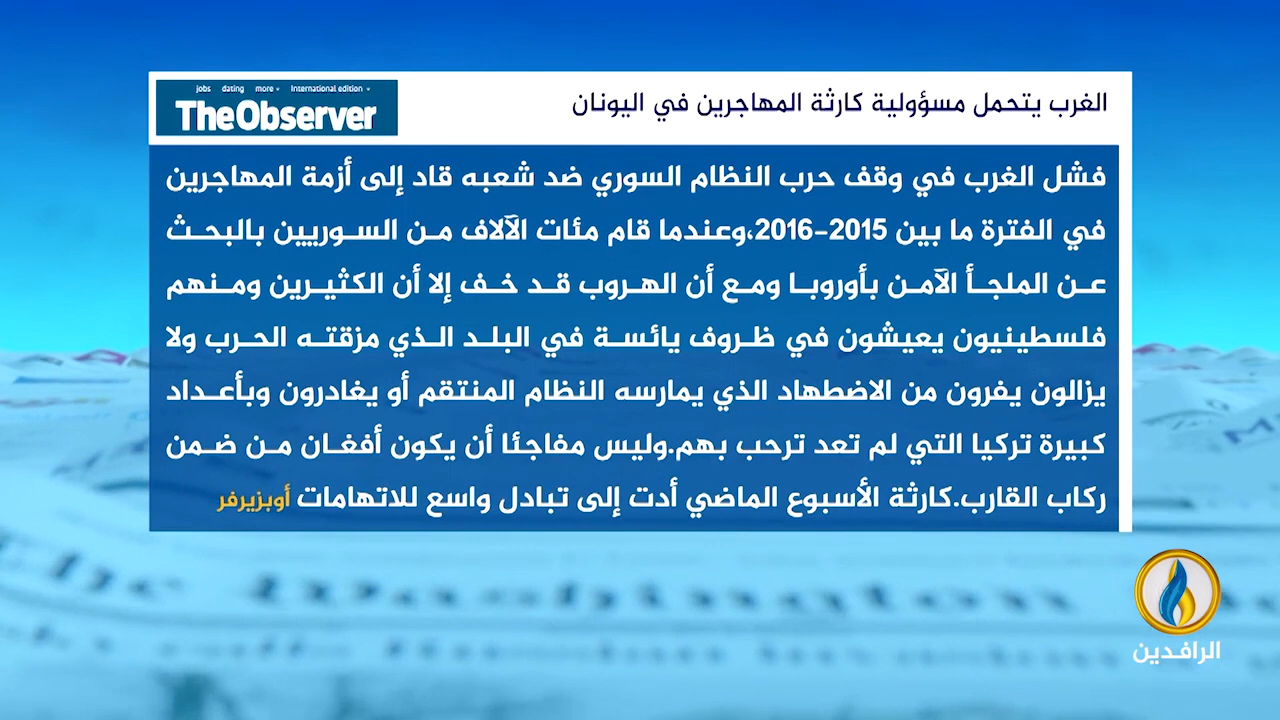 jobs dating more International edition
TheObserver
الغرب يتحمل مسؤولية كارثة المهاجرين في اليونان
فشل الغرب في وقف حرب النظام السوري ضد شعبه قاد إلى أزمة المهاجرين
في الفترة ما بين 2015-2016،وعندما قام مئات الآلاف من السوريين بالبحث
عن الملجأ الآمن بأوروبا ومع أن الهروب قد خف إلا أن الكثيرين ومنهم
فلسطينيون يعيشون في ظروف يائسة في البلد الذي مزقته الحرب ولا
يزالون يفرون من الاضطهاد الذي يمارسه النظام المنتقم أو يغادرون وبأعداد
كبيرة تركيا التي لم تعد ترحب بهم.وليس مفاجئا أن يكون أفغان من ضمن
ركاب القارب.كارثة الأسبوع الماضي أدت إلى تبادل واسع للاتهامات أوبزيرفر
الرافدين